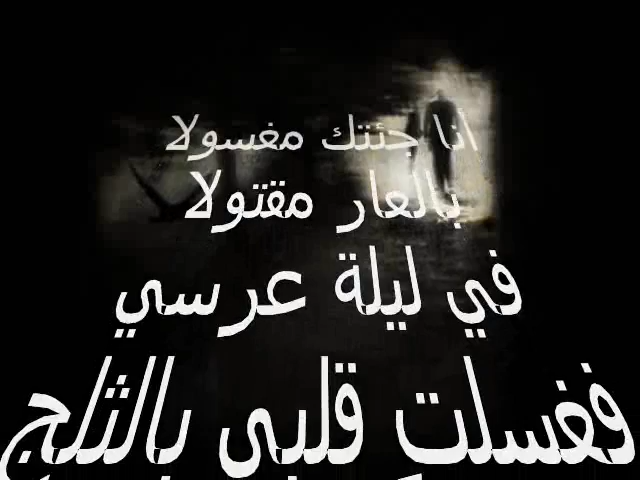 انا جئتك مغسولا
بالعار مقتولا
في ليلة عرسي
فغسلت قلبي بالثلج